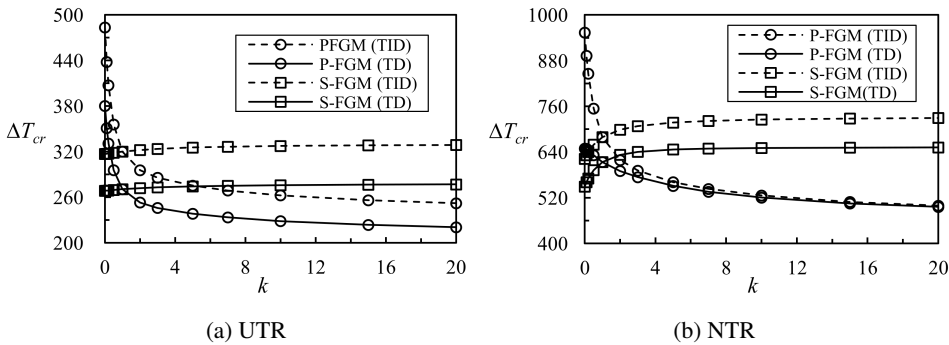 500
440
380
320
260
200
ΔT_cr
0 4 8 12 16 20
k
PFGM (TID)
P-FGM (TD)
S-FGM (TID)
S-FGM (TD)
(a) UTR
1000
880
760
640
520
400
ΔT_cr
0 4 8 12 16 20
k
P-FGM (TID)
P-FGM (TD)
S-FGM (TID)
S-FGM(TD)
(b) NTR